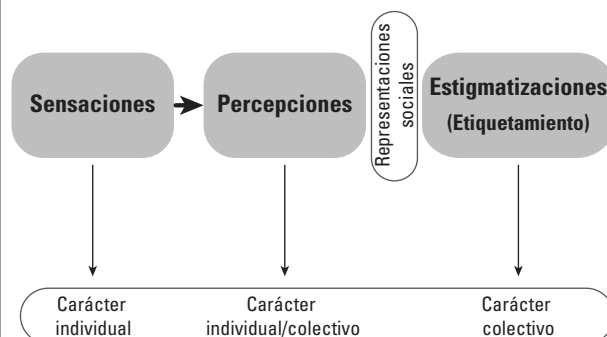 Sensaciones
Percepciones
Representaciones
sociales
Estigmatizaciones
(Etiquetamiento)
Carácter
individual
Carácter
individual/colectivo
Carácter
colectivo